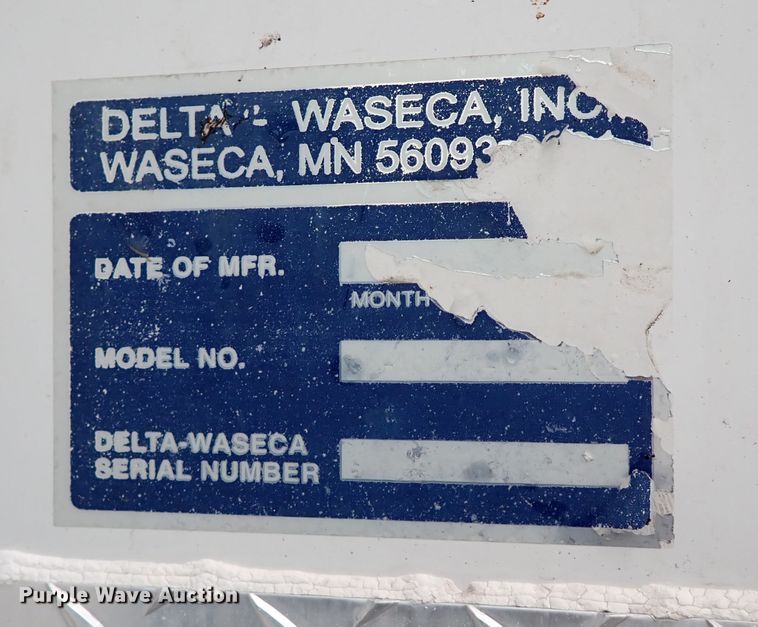 DELTA - WASECA, INC.
WASECA, MN 56093
DATE OF MFR.
MONTH
MODEL NO.
DELTA-WASECA
SERIAL NUMBER
Purple Wave Auction